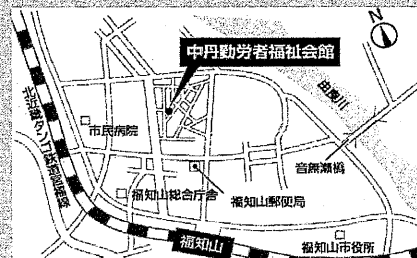 N
中丹勤労者福祉会館
由良川
北近畿タンゴ鉄道宮福線
市民病院
音無瀬橋
福知山総合庁舎
福知山郵便局
福知山
福知山市役所